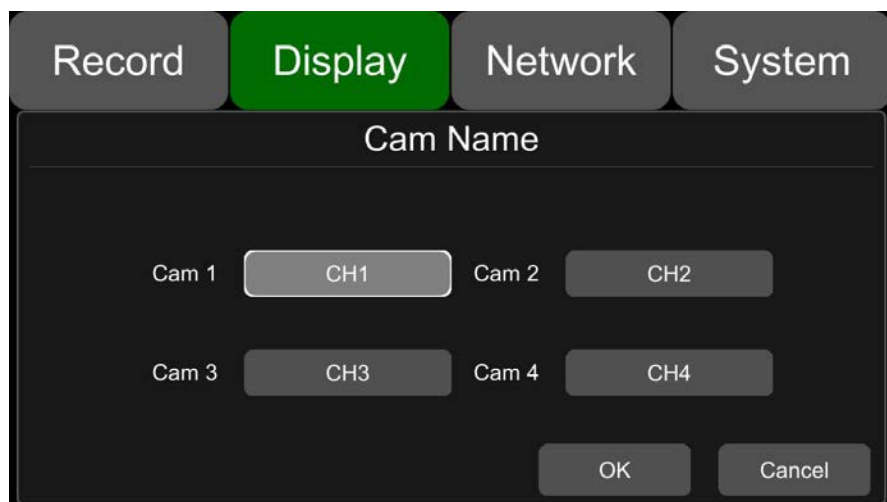 Record Display Network System
Cam Name
Cam 1 CH1 Cam 2 CH2
Cam 3 CH3 Cam 4 CH4
OK Cancel